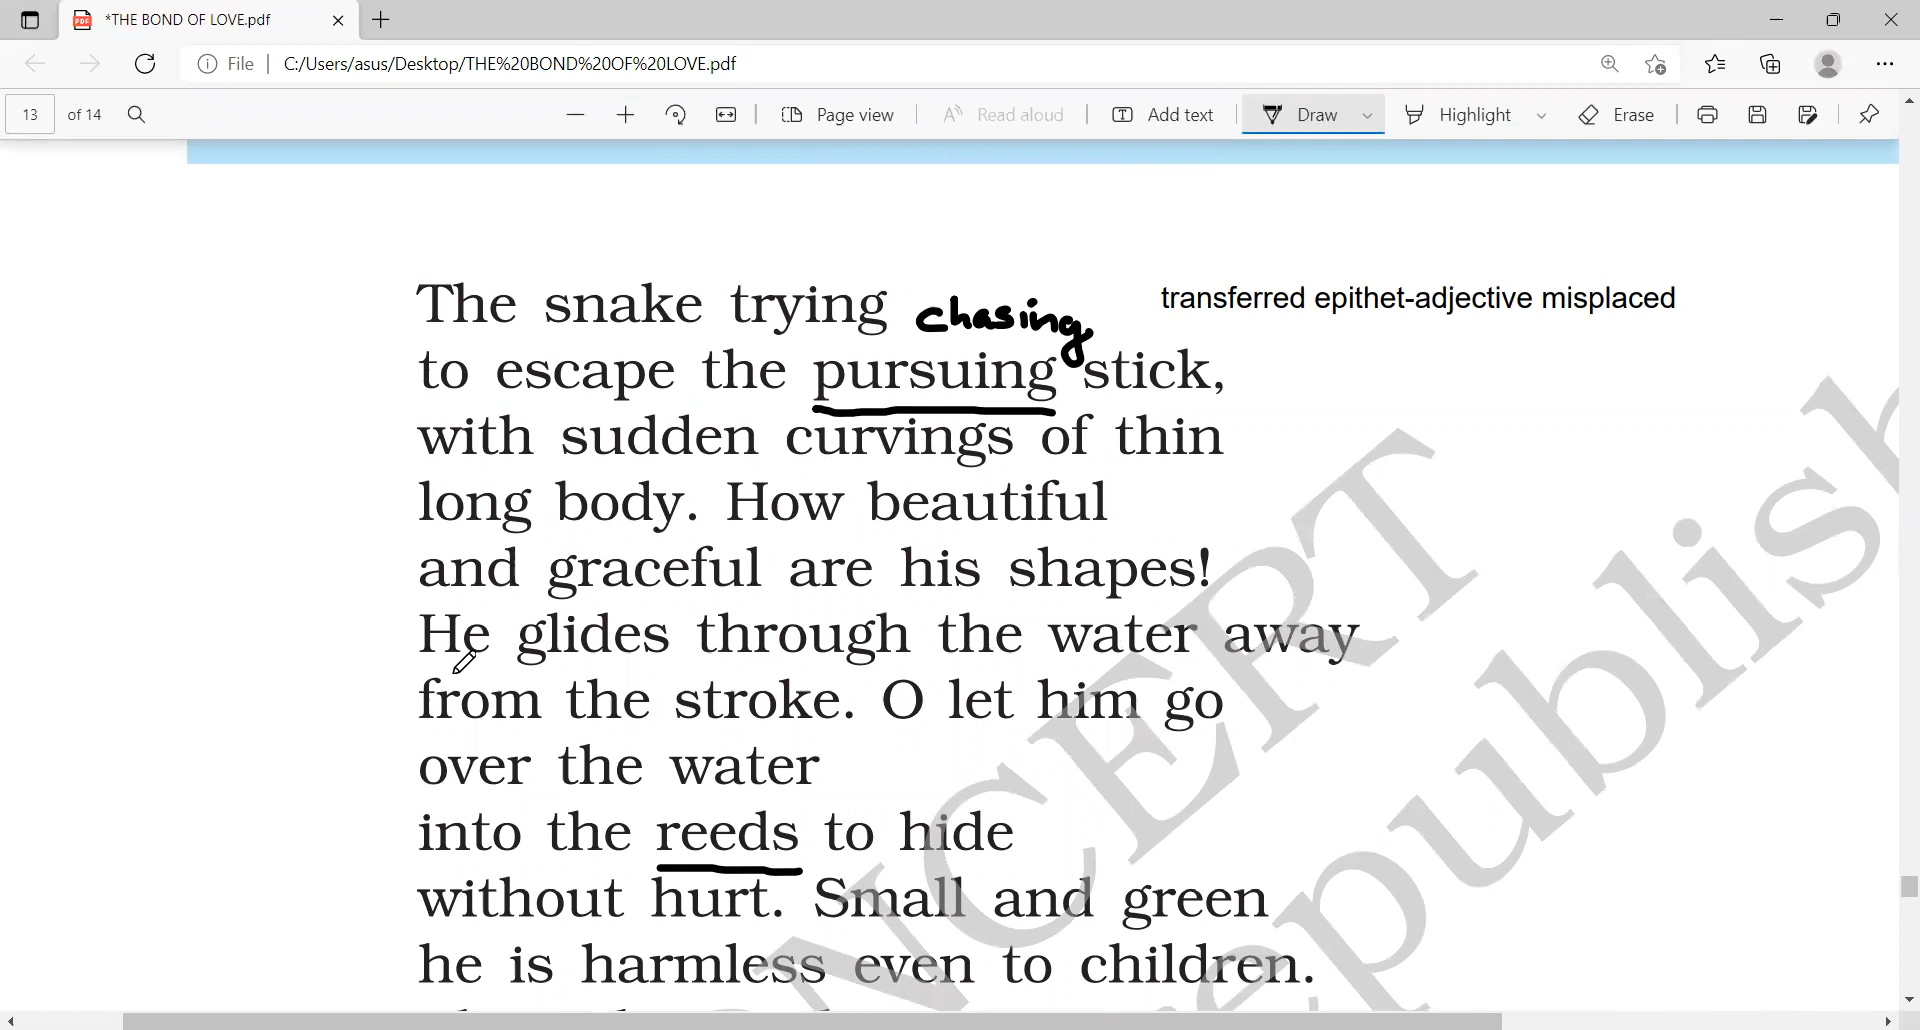 *THE BOND OF LOVE.pdf
File | C:/Users/asus/Desktop/THE%20BOND%20OF%20LOVE.pdf
13 of 14 Page view Read aloud Add text Draw Highlight Erase
The snake trying chasing transferred epithet-adjective misplaced
to escape the pursuing stick,
with sudden curvings of thin
long body. How beautiful
and graceful are his shapes!
He glides through the water away
from the stroke. O let him go
over the water
into the reeds to hide
without hurt. Small and green
he is harmless even to children.
NCERT
republish